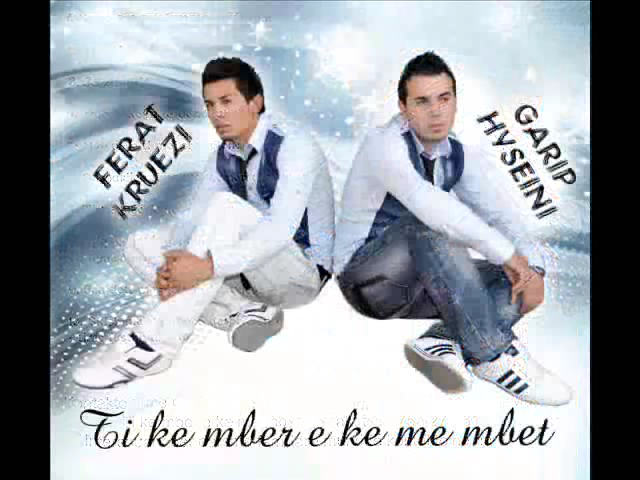 FERAT
KRUEZI
GARIP
HYSEINI
Ti ke mber e ke me mbet